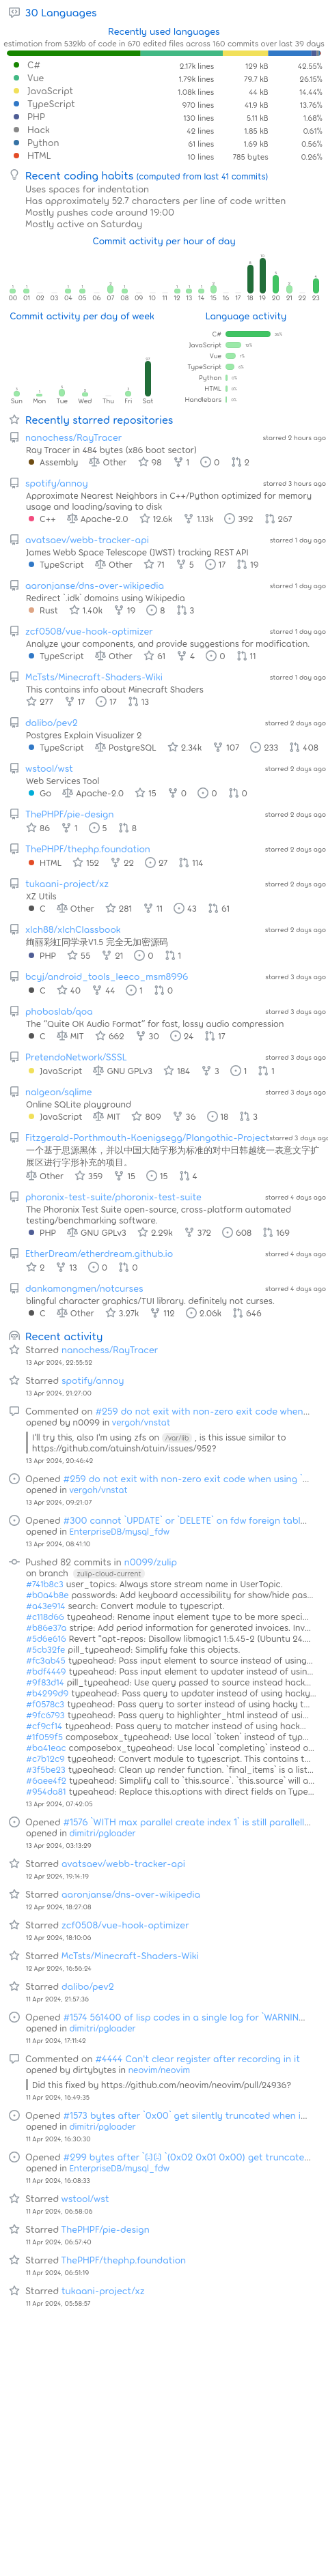 30 Languages
Recently used languages
estimation from 532kb of code in 670 edited files across 160 commits over last 39 days
C# 2.17k lines 129 kB 42.55%
Vue 1.79k lines 79.7 kB 26.15%
JavaScript 1.08k lines 44 kB 14.44%
TypeScript 970 lines 41.9 kB 13.76%
PHP 130 lines 5.11 kB 1.68%
Hack 42 lines 1.85 kB 0.61%
Python 61 lines 1.69 kB 0.56%
HTML 10 lines 785 bytes 0.26%
Recent coding habits (computed from last 41 commits)
Uses spaces for indentation
Has approximately 52.7 characters per line of code written
Mostly pushes code around 19:00
Mostly active on Saturday
Commit activity per hour of day
00 01 02 03 04 05 06 07 08 09 10 11 12 13 14 15 16 17 18 19 20 21 22 23
Commit activity per day of week
Language activity
C#
JavaScript
Vue
TypeScript
Python
HTML
Handlebars
Sun Mon Tue Wed Thu Fri Sat
Recently starred repositories
nanochess/RayTracer starred 2 hours ago
Ray Tracer in 484 bytes (x86 boot sector)
Assembly Other 98 1 0 2
spotify/annoy starred 3 hours ago
Approximate Nearest Neighbors in C++/Python optimized for memory
usage and loading/saving to disk
C++ Apache-2.0 12.6k 1.13k 392 267
avatsaev/webb-tracker-api starred 1 day ago
James Webb Space Telescope (JWST) tracking REST API
TypeScript Other 71 5 17 19
aaronjanse/dns-over-wikipedia starred 1 day ago
Redirect `.idk` domains using Wikipedia
Rust 1.40k 19 8 3
zcf0508/vue-hook-optimizer starred 1 day ago
Analyze your components, and provide suggestions for modification.
TypeScript Other 61 4 0 11
McTsts/Minecraft-Shaders-Wiki starred 1 day ago
This contains info about Minecraft Shaders
277 17 17 13
dalibo/pev2 starred 2 days ago
Postgres Explain Visualizer 2
TypeScript PostgreSQL 2.34k 107 233 408
wstool/wst starred 2 days ago
Web Services Tool
Go Apache-2.0 15 0 0 0
ThePHPF/pie-design starred 2 days ago
86 1 5 8
ThePHPF/thephp.foundation starred 2 days ago
HTML 152 22 27 114
tukaani-project/xz starred 2 days ago
XZ Utils
C Other 281 11 43 61
xlch88/xlchClassbook starred 2 days ago
绚丽彩虹同学录V1.5 完全无加密源码
PHP 55 21 0 1
bcyj/android_tools_leeco_msm8996 starred 3 days ago
C 40 44 1 0
phoboslab/qoa starred 3 days ago
The "Quite OK Audio Format" for fast, lossy audio compression
C MIT 662 30 24 17
PretendoNetwork/SSSL starred 3 days ago
JavaScript GNU GPLv3 184 3 1 1
nalgeon/sqlime starred 3 days ago
Online SQLite playground
JavaScript MIT 809 36 18 3
Fitzgerald-Porthmouth-Koenigsegg/Plangothic-Project starred 3 days ago
一个基于思源黑体，并以中国大陆字形为标准的对中日韩越统一表意文字扩
展区进行字形补充的项目。
Other 359 15 15 4
phoronix-test-suite/phoronix-test-suite starred 4 days ago
The Phoronix Test Suite open-source, cross-platform automated
testing/benchmarking software.
PHP GNU GPLv3 2.29k 372 608 169
EtherDream/etherdream.github.io starred 4 days ago
2 13 0 0
dankamongmen/notcurses starred 4 days ago
blingful character graphics/TUI library. definitely not curses.
C Other 3.27k 112 2.06k 646
Recent activity
Starred nanochess/RayTracer
13 Apr 2024, 22:55:52
Starred spotify/annoy
13 Apr 2024, 21:27:00
Commented on #259 do not exit with non-zero exit code when...
opened by n0099 in vergoh/vnstat
I'll try this, also I'm using zfs on /var/lib , is this issue similar to
https://github.com/atuinsh/atuin/issues/952?
13 Apr 2024, 20:46:42
Opened #259 do not exit with non-zero exit code when using `...
opened in vergoh/vnstat
13 Apr 2024, 09:21:07
Opened #300 cannot `UPDATE` or `DELETE` on fdw foreign tabl...
opened in EnterpriseDB/mysql_fdw
13 Apr 2024, 08:41:10
Pushed 82 commits in n0099/zulip
on branch zulip-cloud-current
#741b8c3 user_topics: Always store stream name in UserTopic.
#b0a4b8e passwords: Add keyboard accessibility for show/hide pas...
#a43e914 search: Convert module to typescript.
#c118d66 typeahead: Rename input element type to be more speci...
#b86e37a stripe: Add period information for generated invoices. Inv...
#5d6e616 Revert "apt-repos: Disallow libmagic1 1:5.45-2 (Ubuntu 24....
#5cb32fe pill_typeahead: Simplify fake this objects.
#fc3ab45 typeahead: Pass input element to source instead of using...
#bdf4449 typeahead: Pass input element to updater instead of usin...
#9f83d14 pill_typeahead: Use query passed to source instead hack...
#b4299d9 typeahead: Pass query to updater instead of using hacky...
#f0578c3 typeahead: Pass query to sorter instead of using hacky t...
#9fc6793 typeahead: Pass query to highlighter_html instead of usi...
#cf9cf14 typeahead: Pass query to matcher instead of using hack...
#1f059f5 composebox_typeahead: Use local `token` instead of typ...
#ba41eac composebox_typeahead: Use local `completing` instead o...
#c7b12c9 typeahead: Convert module to typescript. This contains t...
#3f5be23 typeahead: Clean up render function. `final_items` is a list...
#6aee4f2 typeahead: Simplify call to `this.source`. `this.source` will a...
#954da81 typeahead: Replace this.options with direct fields on Type...
13 Apr 2024, 07:42:05
Opened #1576 `WITH max parallel create index 1` is still parallell...
opened in dimitri/pgloader
13 Apr 2024, 03:13:29
Starred avatsaev/webb-tracker-api
12 Apr 2024, 19:14:19
Starred aaronjanse/dns-over-wikipedia
12 Apr 2024, 18:27:08
Starred zcf0508/vue-hook-optimizer
12 Apr 2024, 18:10:06
Starred McTsts/Minecraft-Shaders-Wiki
12 Apr 2024, 16:56:24
Starred dalibo/pev2
11 Apr 2024, 21:57:36
Opened #1574 561400 of lisp codes in a single log for `WARNIN...
opened in dimitri/pgloader
11 Apr 2024, 17:11:42
Commented on #4444 Can't clear register after recording in it
opened by dirtybytes in neovim/neovim
Did this fixed by https://github.com/neovim/neovim/pull/24936?
11 Apr 2024, 16:49:35
Opened #1573 bytes after `0x00` get silently truncated when i...
opened in dimitri/pgloader
11 Apr 2024, 16:30:30
opened in EnterpriseDB/mysql_fdw
11 Apr 2024, 16:08:33
Starred wstool/wst
11 Apr 2024, 06:58:06
Starred ThePHPF/pie-design
11 Apr 2024, 06:57:40
Starred ThePHPF/thephp.foundation
11 Apr 2024, 06:51:19
Starred tukaani-project/xz
11 Apr 2024, 05:58:57